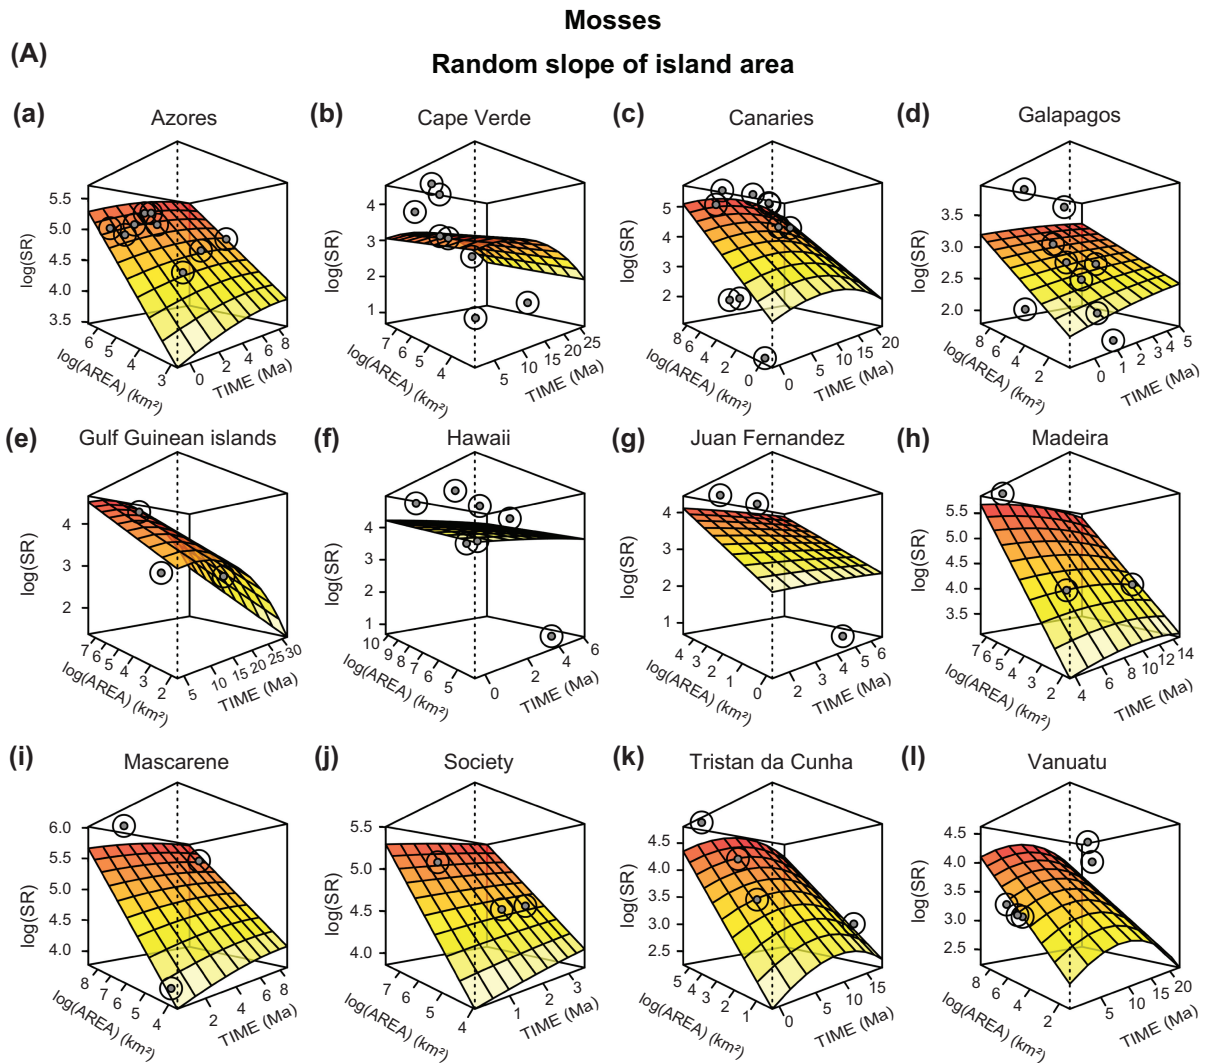 Mosses
(A)
Random slope of island area
(a) Azores
(b) Cape Verde
(c) Canaries
(d) Galapagos
log(SR)
5.5
5.0
4.5
4.0
3.5
log(AREA) (km²)
6 5 4 3
TIME (Ma)
0 2 4 6 8
log(SR)
4
3
2
1
log(AREA) (km²)
7 6 5 4
TIME (Ma)
5 10 15 20 25
log(SR)
5
4
3
2
log(AREA) (km²)
8 6 4 2 0
TIME (Ma)
0 5 10 15 20
log(SR)
3.5
3.0
2.5
2.0
log(AREA) (km²)
8 6 4 2
TIME (Ma)
0 1 2 3 4 5
(e) Gulf Guinean islands
(f) Hawaii
(g) Juan Fernandez
(h) Madeira
log(SR)
4
3
2
log(AREA) (km²)
7 6 5 4 3 2
TIME (Ma)
5 10 15 20 25 30
log(SR)
4
3
2
1
log(AREA) (km²)
10 9 8 7 6 5
TIME (Ma)
0 2 4 6
log(SR)
4
3
2
1
log(AREA) (km²)
4 3 2 1 0
TIME (Ma)
2 4 5 6
log(SR)
5.5
5.0
4.5
4.0
3.5
log(AREA) (km²)
7 6 5 4 3 2
TIME (Ma)
4 6 8 10 12 14
(i) Mascarene
(j) Society
(k) Tristan da Cunha
(l) Vanuatu
log(SR)
6.0
5.5
5.0
4.5
4.0
log(AREA) (km²)
8 7 6 5 4
TIME (Ma)
2 4 6 8
log(SR)
5.5
5.0
4.5
4.0
log(AREA) (km²)
7 6 5 4
TIME (Ma)
1 2 3
log(SR)
4.5
4.0
3.5
3.0
2.5
log(AREA) (km²)
5 4 3 2 1 0
TIME (Ma)
0 5 10 15
log(SR)
4.5
4.0
3.5
3.0
2.5
log(AREA) (km²)
8 6 4 2
TIME (Ma)
5 10 15 20